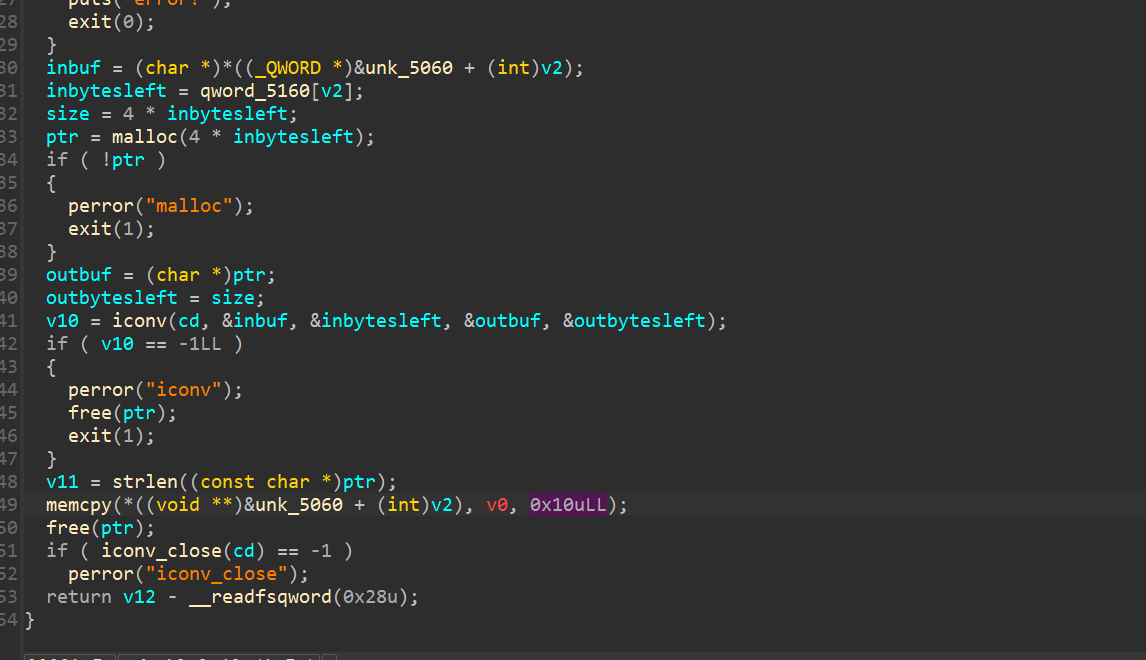 27 puts("error!");
28 exit(0);
29 }
30 inbuf = (char *)*((_QWORD *)&unk_5060 + (int)v2);
31 inbytesleft = qword_5160[v2];
32 size = 4 * inbytesleft;
33 ptr = malloc(4 * inbytesleft);
34 if ( !ptr )
35 {
36 perror("malloc");
37 exit(1);
38 }
39 outbuf = (char *)ptr;
40 outbytesleft = size;
41 v10 = iconv(cd, &inbuf, &inbytesleft, &outbuf, &outbytesleft);
42 if ( v10 == -1LL )
43 {
44 perror("iconv");
45 free(ptr);
46 exit(1);
47 }
48 v11 = strlen((const char *)ptr);
49 memcpy(*((void **)&unk_5060 + (int)v2), v0, 0x10uLL);
50 free(ptr);
51 if ( iconv_close(cd) == -1 )
52 perror("iconv_close");
53 return v12 - __readfsqword(0x28u);
54 }